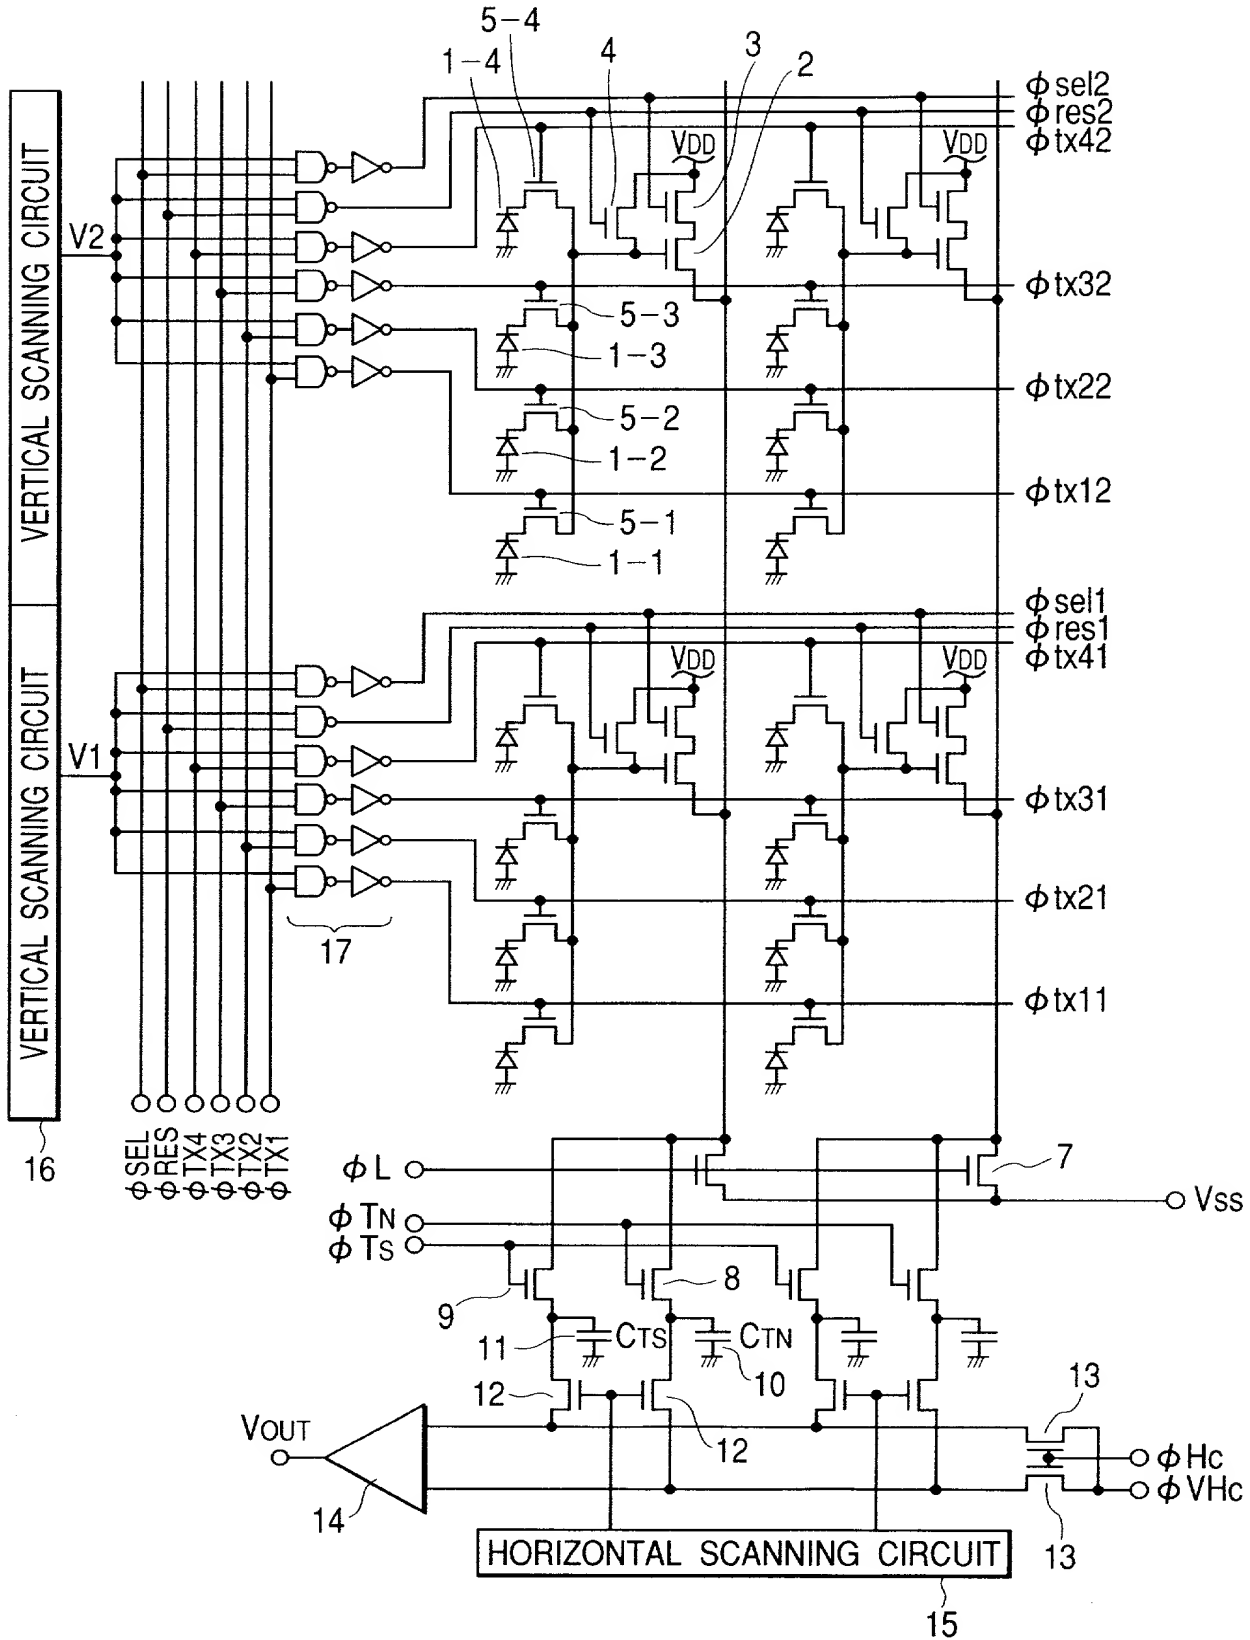 5-4
1-4
4
3
2
ϕsel2
ϕres2
ϕtx42
VDD
VDD
VERTICAL SCANNING CIRCUIT
V2
ϕtx32
5-3
1-3
ϕtx22
5-2
1-2
ϕtx12
5-1
1-1
ϕsel1
ϕres1
ϕtx41
VDD
VDD
VERTICAL SCANNING CIRCUIT
V1
ϕtx31
ϕtx21
17
ϕtx11
16
ϕSEL
ϕRES
ϕTX4
ϕTX3
ϕTX2
ϕTX1
ϕL
7
VSS
ϕTN
ϕTS
9
8
11
CTS
CTN
10
12
12
13
VOUT
ϕHC
ϕVHC
14
13
HORIZONTAL SCANNING CIRCUIT
15